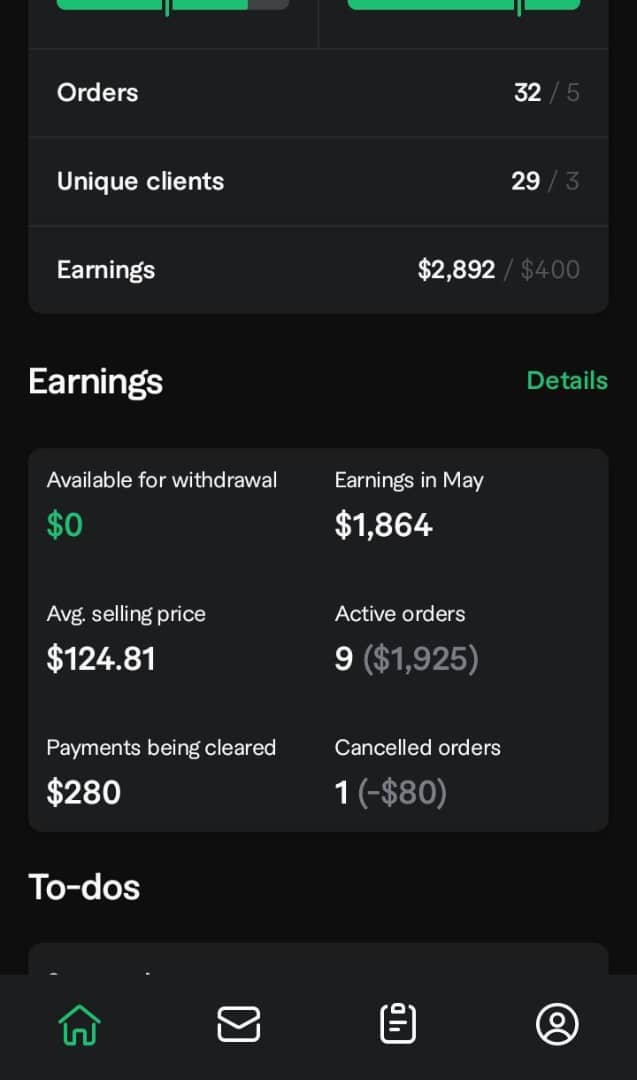 Orders 32 / 5
Unique clients 29 / 3
Earnings $2,892 / $400
Earnings Details
Available for withdrawal Earnings in May
$0 $1,864
Avg. selling price Active orders
$124.81 9 ($1,925)
Payments being cleared Cancelled orders
$280 1 (-$80)
To-dos